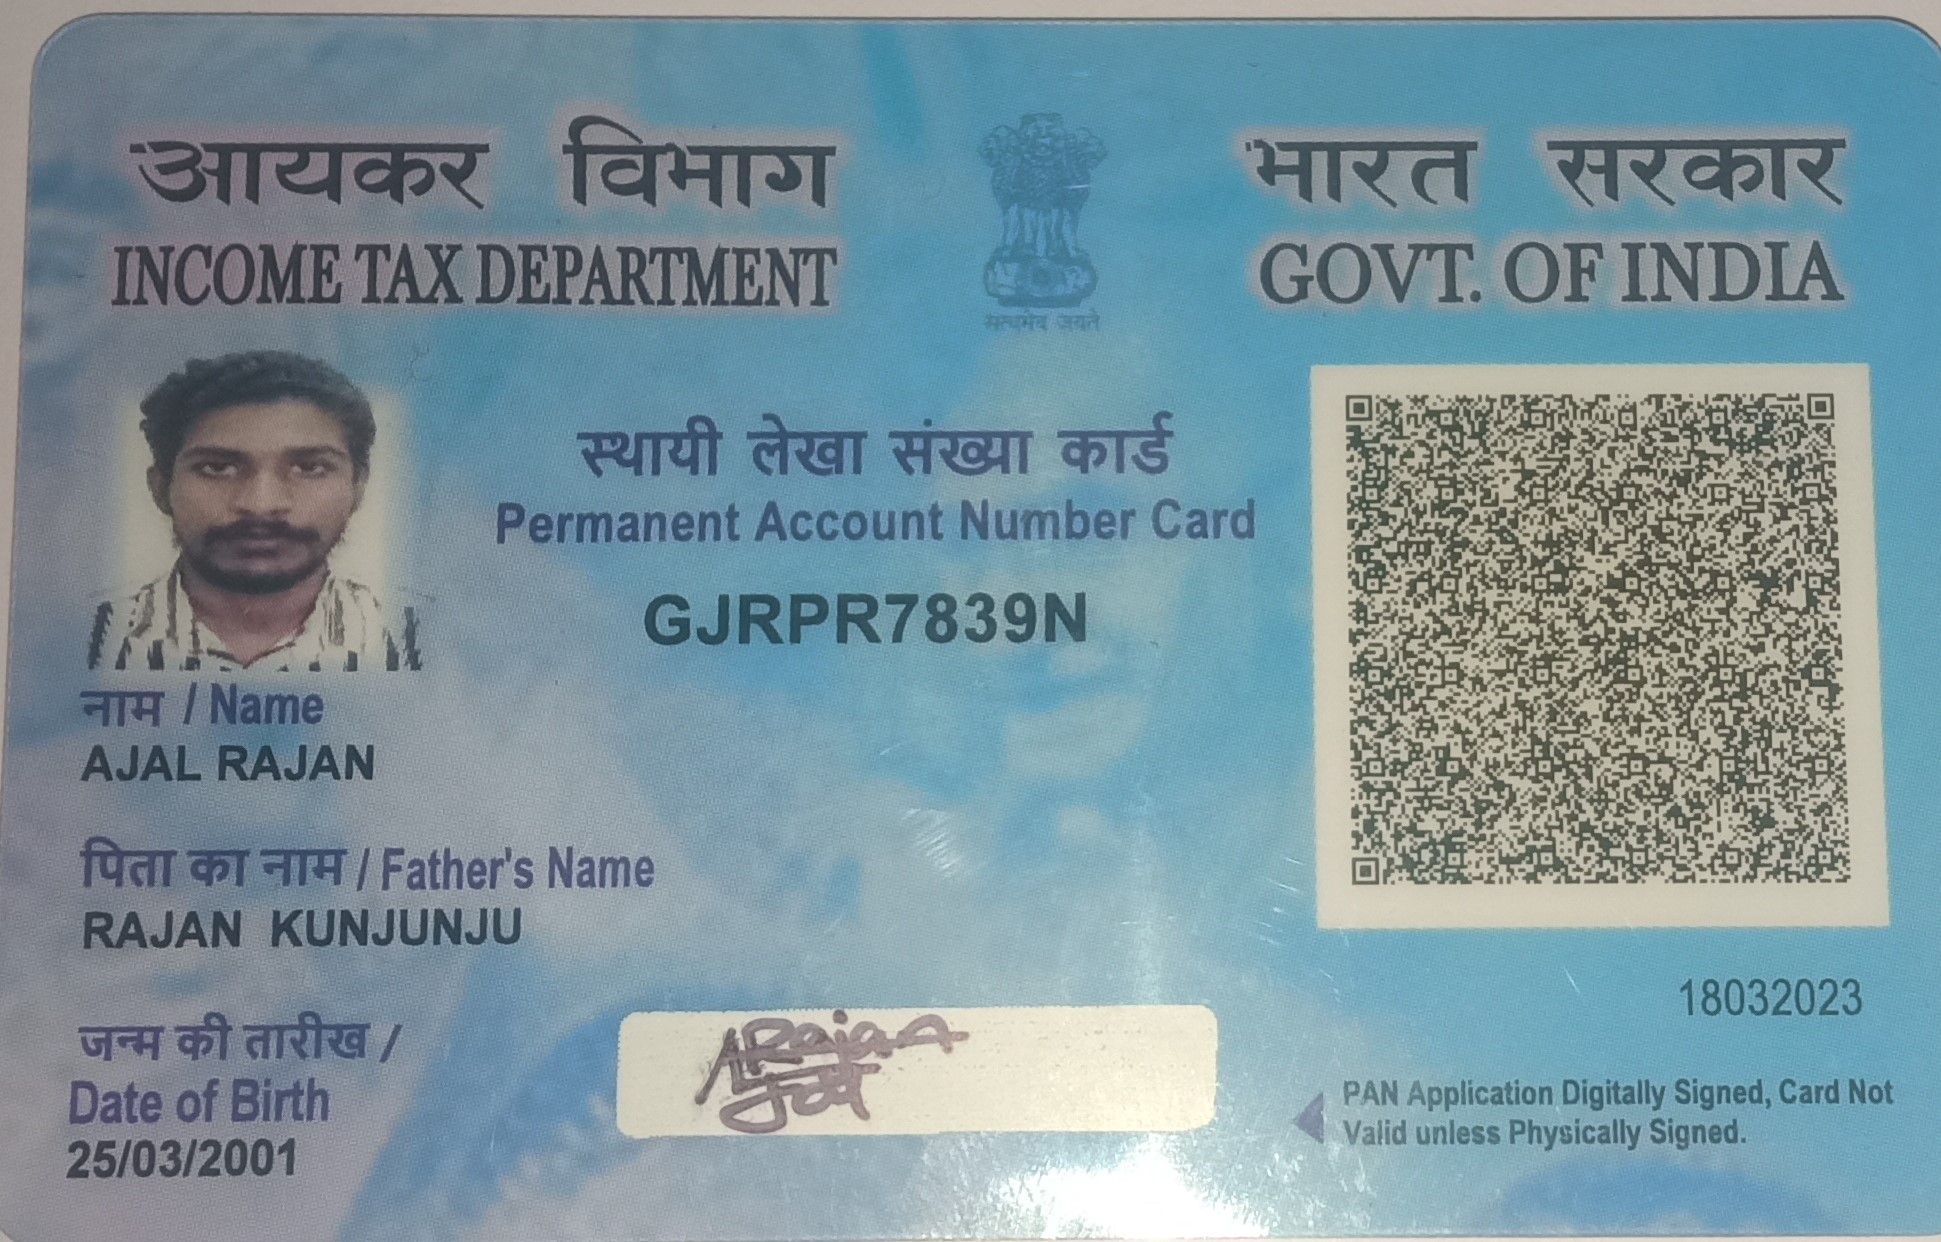 आयकर विभाग
INCOME TAX DEPARTMENT
सत्यमेव जयते
भारत सरकार
GOVT. OF INDIA
स्थायी लेखा संख्या कार्ड
Permanent Account Number Card
GJRPR7839N
नाम / Name
AJAL RAJAN
पिता का नाम / Father's Name
RAJAN KUNJUNJU
जन्म की तारीख /
Date of Birth
25/03/2001
18032023
PAN Application Digitally Signed, Card Not
Valid unless Physically Signed.